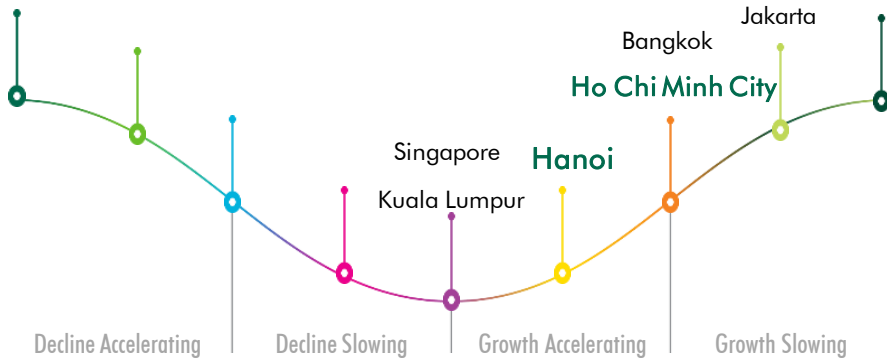 Jakarta
Bangkok
Ho Chi Minh City
Singapore
Hanoi
Kuala Lumpur
Decline Accelerating
Decline Slowing
Growth Accelerating
Growth Slowing